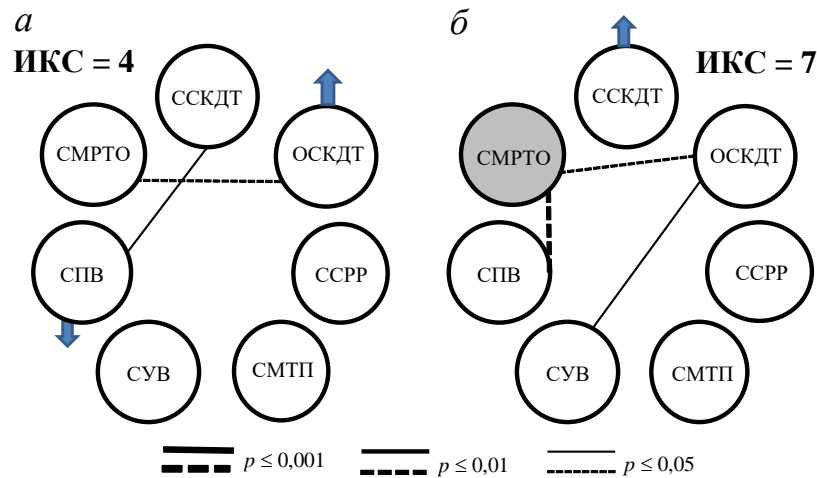 а
ИКС = 4
ССКДТ
СМРТО
ОСКДТ
СПВ
ССРР
СУВ
СМТП
б
ИКС = 7
ССКДТ
СМРТО
ОСКДТ
СПВ
ССРР
СУВ
СМТП
p ≤ 0,001
p ≤ 0,01
p ≤ 0,05